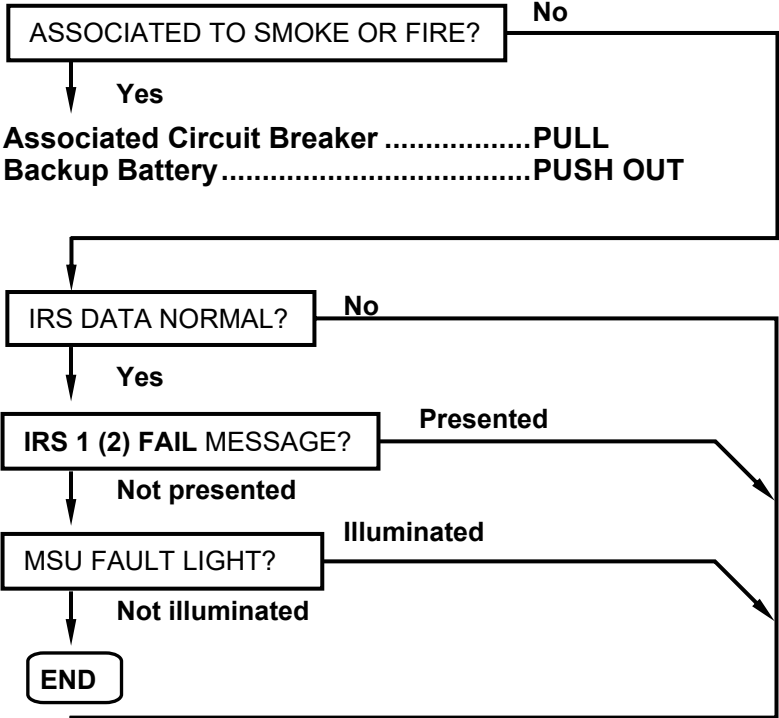 No
ASSOCIATED TO SMOKE OR FIRE?
Yes
Associated Circuit Breaker ..................PULL
Backup Battery......................................PUSH OUT
IRS DATA NORMAL?
No
Yes
IRS 1 (2) FAIL MESSAGE?
Presented
Not presented
Illuminated
MSU FAULT LIGHT?
Not illuminated
END